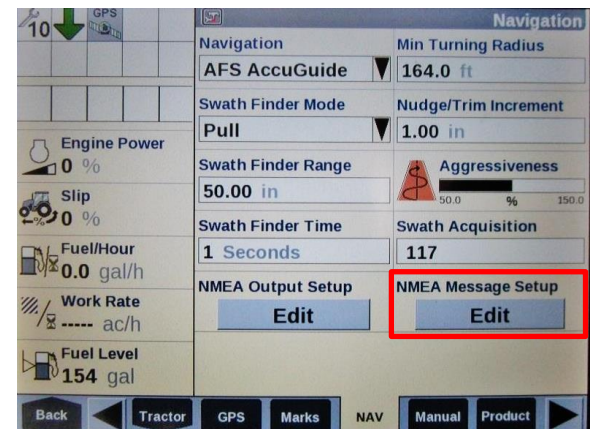 10
GPS
Engine Power
0 %
Slip
0 %
Fuel/Hour
0.0 gal/h
Work Rate
----- ac/h
Fuel Level
154 gal
Navigation
Navigation
AFS AccuGuide
Min Turning Radius
164.0 ft
Swath Finder Mode
Pull
Nudge/Trim Increment
1.00 in
Swath Finder Range
50.00 in
Aggressiveness
50.0 % 150.0
Swath Finder Time
1 Seconds
Swath Acquisition
117
NMEA Output Setup
Edit
NMEA Message Setup
Edit
Back
Tractor
GPS
Marks
NAV
Manual
Product